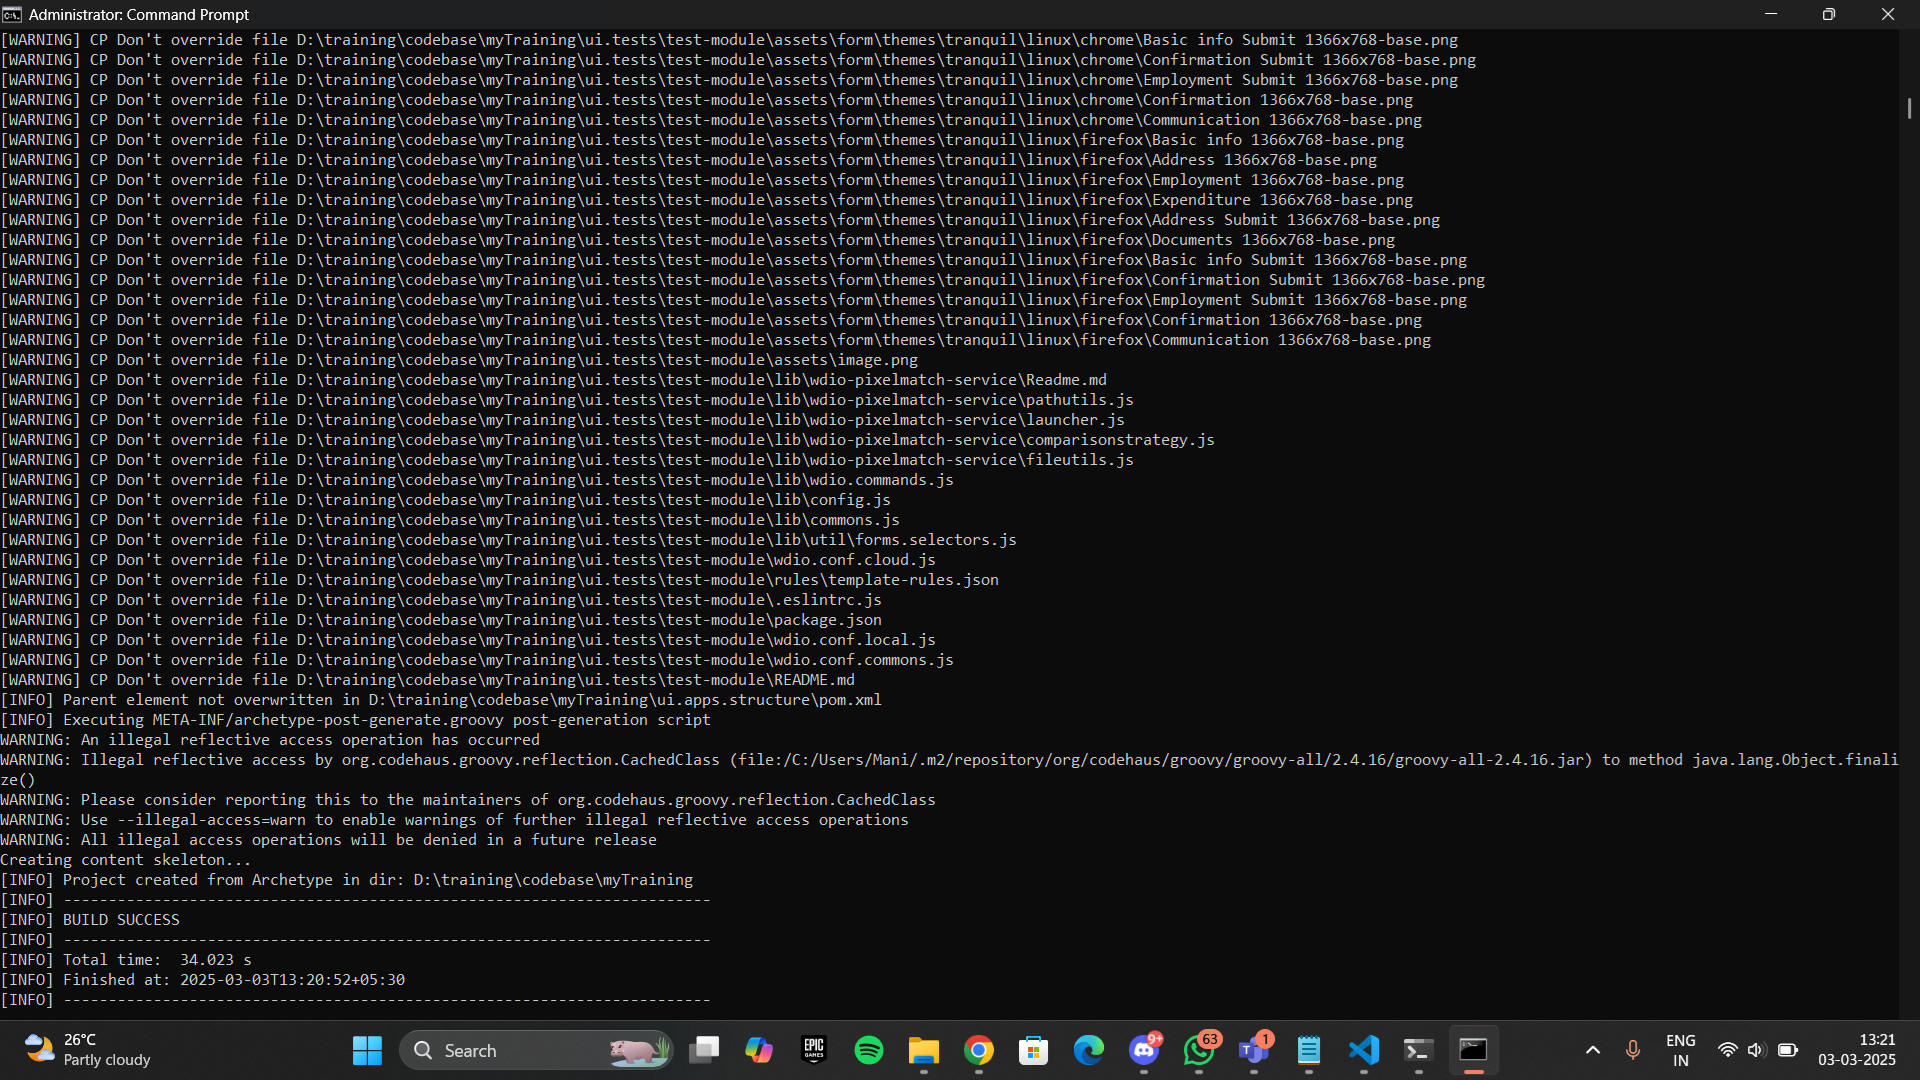 Administrator: Command Prompt
[WARNING] CP Don't override file D:\training\codebase\myTraining\ui.tests\test-module\assets\form\themes\tranquil\linux\chrome\Basic info Submit 1366x768-base.png
[WARNING] CP Don't override file D:\training\codebase\myTraining\ui.tests\test-module\assets\form\themes\tranquil\linux\chrome\Confirmation Submit 1366x768-base.png
[WARNING] CP Don't override file D:\training\codebase\myTraining\ui.tests\test-module\assets\form\themes\tranquil\linux\chrome\Employment Submit 1366x768-base.png
[WARNING] CP Don't override file D:\training\codebase\myTraining\ui.tests\test-module\assets\form\themes\tranquil\linux\chrome\Confirmation 1366x768-base.png
[WARNING] CP Don't override file D:\training\codebase\myTraining\ui.tests\test-module\assets\form\themes\tranquil\linux\chrome\Communication 1366x768-base.png
[WARNING] CP Don't override file D:\training\codebase\myTraining\ui.tests\test-module\assets\form\themes\tranquil\linux\firefox\Basic info 1366x768-base.png
[WARNING] CP Don't override file D:\training\codebase\myTraining\ui.tests\test-module\assets\form\themes\tranquil\linux\firefox\Address 1366x768-base.png
[WARNING] CP Don't override file D:\training\codebase\myTraining\ui.tests\test-module\assets\form\themes\tranquil\linux\firefox\Employment 1366x768-base.png
[WARNING] CP Don't override file D:\training\codebase\myTraining\ui.tests\test-module\assets\form\themes\tranquil\linux\firefox\Expenditure 1366x768-base.png
[WARNING] CP Don't override file D:\training\codebase\myTraining\ui.tests\test-module\assets\form\themes\tranquil\linux\firefox\Address Submit 1366x768-base.png
[WARNING] CP Don't override file D:\training\codebase\myTraining\ui.tests\test-module\assets\form\themes\tranquil\linux\firefox\Documents 1366x768-base.png
[WARNING] CP Don't override file D:\training\codebase\myTraining\ui.tests\test-module\assets\form\themes\tranquil\linux\firefox\Basic info Submit 1366x768-base.png
[WARNING] CP Don't override file D:\training\codebase\myTraining\ui.tests\test-module\assets\form\themes\tranquil\linux\firefox\Confirmation Submit 1366x768-base.png
[WARNING] CP Don't override file D:\training\codebase\myTraining\ui.tests\test-module\assets\form\themes\tranquil\linux\firefox\Employment Submit 1366x768-base.png
[WARNING] CP Don't override file D:\training\codebase\myTraining\ui.tests\test-module\assets\form\themes\tranquil\linux\firefox\Confirmation 1366x768-base.png
[WARNING] CP Don't override file D:\training\codebase\myTraining\ui.tests\test-module\assets\form\themes\tranquil\linux\firefox\Communication 1366x768-base.png
[WARNING] CP Don't override file D:\training\codebase\myTraining\ui.tests\test-module\assets\image.png
[WARNING] CP Don't override file D:\training\codebase\myTraining\ui.tests\test-module\lib\wdio-pixelmatch-service\Readme.md
[WARNING] CP Don't override file D:\training\codebase\myTraining\ui.tests\test-module\lib\wdio-pixelmatch-service\pathutils.js
[WARNING] CP Don't override file D:\training\codebase\myTraining\ui.tests\test-module\lib\wdio-pixelmatch-service\launcher.js
[WARNING] CP Don't override file D:\training\codebase\myTraining\ui.tests\test-module\lib\wdio-pixelmatch-service\comparisonstrategy.js
[WARNING] CP Don't override file D:\training\codebase\myTraining\ui.tests\test-module\lib\wdio-pixelmatch-service\fileutils.js
[WARNING] CP Don't override file D:\training\codebase\myTraining\ui.tests\test-module\lib\wdio.commands.js
[WARNING] CP Don't override file D:\training\codebase\myTraining\ui.tests\test-module\lib\config.js
[WARNING] CP Don't override file D:\training\codebase\myTraining\ui.tests\test-module\lib\commons.js
[WARNING] CP Don't override file D:\training\codebase\myTraining\ui.tests\test-module\lib\util\forms.selectors.js
[WARNING] CP Don't override file D:\training\codebase\myTraining\ui.tests\test-module\wdio.conf.cloud.js
[WARNING] CP Don't override file D:\training\codebase\myTraining\ui.tests\test-module\rules\template-rules.json
[WARNING] CP Don't override file D:\training\codebase\myTraining\ui.tests\test-module\.eslintrc.js
[WARNING] CP Don't override file D:\training\codebase\myTraining\ui.tests\test-module\package.json
[WARNING] CP Don't override file D:\training\codebase\myTraining\ui.tests\test-module\wdio.conf.local.js
[WARNING] CP Don't override file D:\training\codebase\myTraining\ui.tests\test-module\wdio.conf.commons.js
[WARNING] CP Don't override file D:\training\codebase\myTraining\ui.tests\test-module\README.md
[INFO] Parent element not overwritten in D:\training\codebase\myTraining\ui.apps.structure\pom.xml
[INFO] Executing META-INF/archetype-post-generate.groovy post-generation script
WARNING: An illegal reflective access operation has occurred
WARNING: Illegal reflective access by org.codehaus.groovy.reflection.CachedClass (file:/C:/Users/Mani/.m2/repository/org/codehaus/groovy/groovy-all/2.4.16/groovy-all-2.4.16.jar) to method java.lang.Object.finali
ze()
WARNING: Please consider reporting this to the maintainers of org.codehaus.groovy.reflection.CachedClass
WARNING: Use --illegal-access=warn to enable warnings of further illegal reflective access operations
WARNING: All illegal access operations will be denied in a future release
Creating content skeleton...
[INFO] Project created from Archetype in dir: D:\training\codebase\myTraining
[INFO] ------------------------------------------------------------------------
[INFO] BUILD SUCCESS
[INFO] ------------------------------------------------------------------------
[INFO] Total time:  34.023 s
[INFO] Finished at: 2025-03-03T13:20:52+05:30
[INFO] ------------------------------------------------------------------------
26°C
Partly cloudy
Search
EPIC
GAMES
9+
63
1
ENG
IN
13:21
03-03-2025